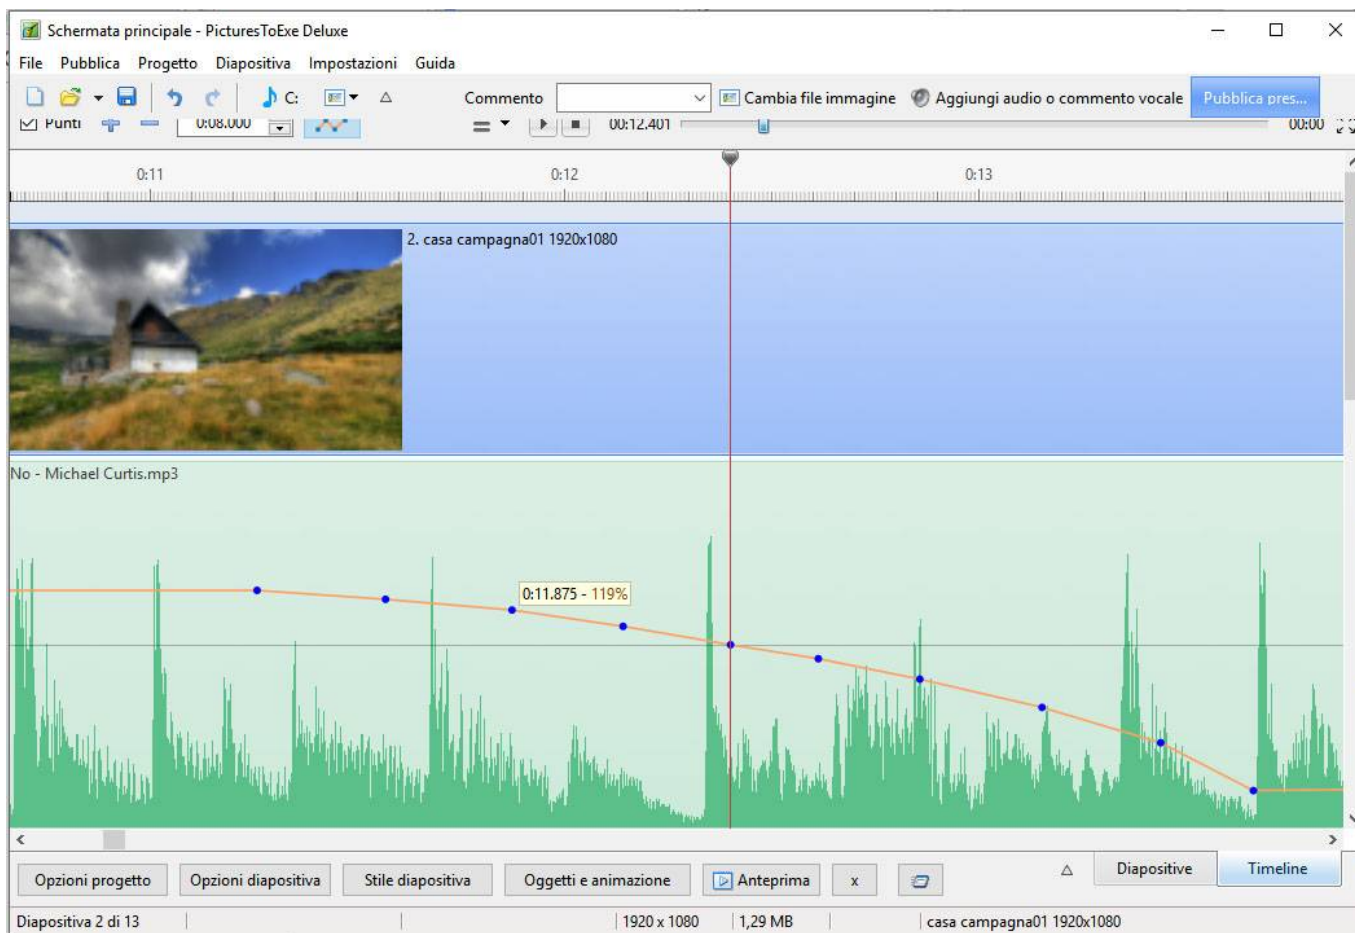 Schermata principale - PicturesToExe Deluxe
File Pubblica Progetto Diapositiva Impostazioni Guida
C: Commento Cambia file immagine Aggiungi audio o commento vocale Pubblica pres...
Punti 0:08.000 00:12.401 00:00
0:11 0:12 0:13
2. casa campagna01 1920x1080
No - Michael Curtis.mp3
0:11.875 - 119%
Opzioni progetto Opzioni diapositiva Stile diapositiva Oggetti e animazione Anteprima x Diapositive Timeline
Diapositiva 2 di 13 1920 x 1080 1,29 MB casa campagna01 1920x1080